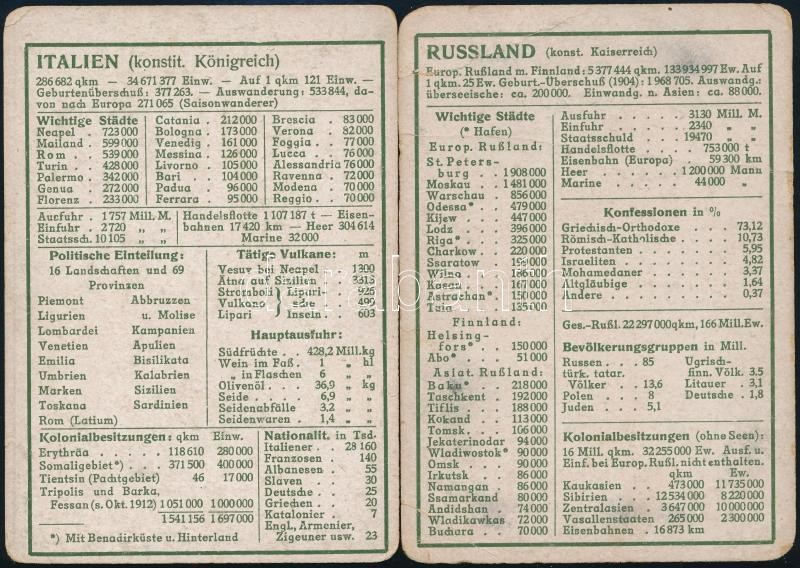 ITALIEN (konstit. Königreich)
286 682 qkm — 34 671 377 Einw. — Auf 1 qkm 121 Einw. —
Geburtenüberschuß: 377 263. — Auswanderung: 533 844, da-
von nach Europa 271 065 (Saisonwanderer)
Wichtige Städte Catania . 212 000 Brescia . 83 000
Neapel . 723 000 Bologna . 173 000 Verona . 82 000
Mailand . 599 000 Venedig . 161 000 Foggia . 77 000
Rom . . 539 000 Messina . 126 000 Lucca . 76 000
Turin . . 428 000 Livorno . 105 000 Alessandria 76 000
Palermo . 342 000 Bari . . 104 000 Ravenna . 72 000
Genua . 272 000 Padua . 96 000 Modena . 70 000
Florenz . 233 000 Ferrara . 95 000 Reggio . 70 000
Ausfuhr . 1 757 Mill. M. Handelsflotte 1 107 187 t — Eisen-
Einfuhr . 2 720 „ „ bahnen 17 420 km — Heer 304 614
Staatssch. 10 105 „ „ Marine 32 000
Politische Einteilung:
16 Landschaften und 69
Provinzen
Piemont Abbruzzen
Ligurien u. Molise
Lombardei Kampanien
Venetien Apulien
Emilia Bisilikata
Umbrien Kalabrien
Marken Sizilien
Toskana Sardinien
Rom (Latium)
Tätige Vulkane: m
Vesuv bei Neapel 1300
Ätna auf Sizilien . 3313
Stromboli Lipari- 926
Vulkano sche 499
Lipari Inseln . 603
Hauptausfuhr:
Südfrüchte . . 428,2 Mill. kg
Wein im Faß . 1 „ hl
„ in Flaschen 6 „ „
Olivenöl . . . 36,9 „ kg
Seide . . . . 6,9 „ „
Seidenabfälle . 3,2 „ „
Seidenwaren . 1,4 „ „
Kolonialbesitzungen: qkm Einw.
Erythräa . . . 118 610 280 000
Somaligebiet*) . . 371 500 400 000
Tientsin (Pachtgebiet) 46 17 000
Tripolis und Barka,
Fessan (s. Okt. 1912) 1 051 000 1 000 000
1 541 156 1 697 000
*) Mit Benadirküste u. Hinterland
Nationalit. in Tsd.
Italiener . . 28 160
Franzosen . . 140
Albanesen . . 55
Slaven . . . 30
Deutsche . . 25
Griechen . . 20
Katalonier . 7
Engl., Armenier,
Zigeuner usw. 23
RUSSLAND (konst. Kaiserreich)
Europ. Rußland m. Finnland: 5 377 444 qkm. 133 934 997 Ew. Auf
1 qkm. 25 Ew. Geburt.-Überschuß (1904): 1 968 705. Auswandg.:
überseeische: ca. 200 000. Einwandg. n. Asien: ca. 88 000.
Wichtige Städte
(* Hafen)
Europ. Rußland:
St. Peters-
burg . . 1 908 000
Moskau . . 1 481 000
Warschau . 856 000
Odessa* . . 479 000
Kijew . . . 447 000
Lodz . . . 396 000
Riga* . . . 325 000
Charkow . . 220 000
Ssaratow . 199 000
Wilna . . . 186 000
Kasan . . . 167 000
Astrachan* . 150 000
Tula . . . 135 000
Finnland:
Helsing-
fors* . . . 150 000
Abo* . . . 51 000
Asiat. Rußland:
Baku* . . . 218 000
Taschkent . 192 000
Tiflis . . . 188 000
Kokand . . 113 000
Tomsk . . . 106 000
Jekaterinodar 94 000
Wladiwostok* 90 000
Omsk . . . 90 000
Irkutsk . . 86 000
Namangan . 86 000
Ssamarkand 80 000
Andidshan . 74 000
Wladikawkas 72 000
Buchara . . 70 000
Ausfuhr . . . 3130 Mill. M.
Einfuhr . . . 2340 „ „
Staatsschuld . . 19470 „ „
Handelsflotte . . 753 000 t
Eisenbahn (Europa) . 59 300 km
Heer . . . . 1 200 000 Mann
Marine . . . . 44 000 „
Konfessionen in %
Griechisch-Orthodoxe . 73,12
Römisch-Katholische . 10,73
Protestanten . . . 5,95
Israeliten . . . . 4,82
Mohamedaner . . . 3,37
Altgläubige . . . 1,64
Andere . . . . 0,37
Ges.-Rußl. 22 297 000 qkm, 166 Mill. Ew.
Bevölkerungsgruppen in Mill.
Russen . . 85 Ugrisch-
türk. tatar. finn. Völk. 3.5
Völker . 13,6 Litauer . 3,1
Polen . . 8 Deutsche . 1,8
Juden . . 5,1
Kolonialbesitzungen (ohne Seen):
16 Mill. qkm. 32 255 000 Ew. Ausf. u.
Einf. bei Europ. Rußl. nicht enthalten.
qkm. Ew.
Kaukasien . 473 000 11 735 000
Sibirien . . 12 534 000 8 220 000
Zentralasien . 3 647 000 10 000 000
Vasallenstaaten 265 000 2 300 000
Eisenbahnen . 16 873 km